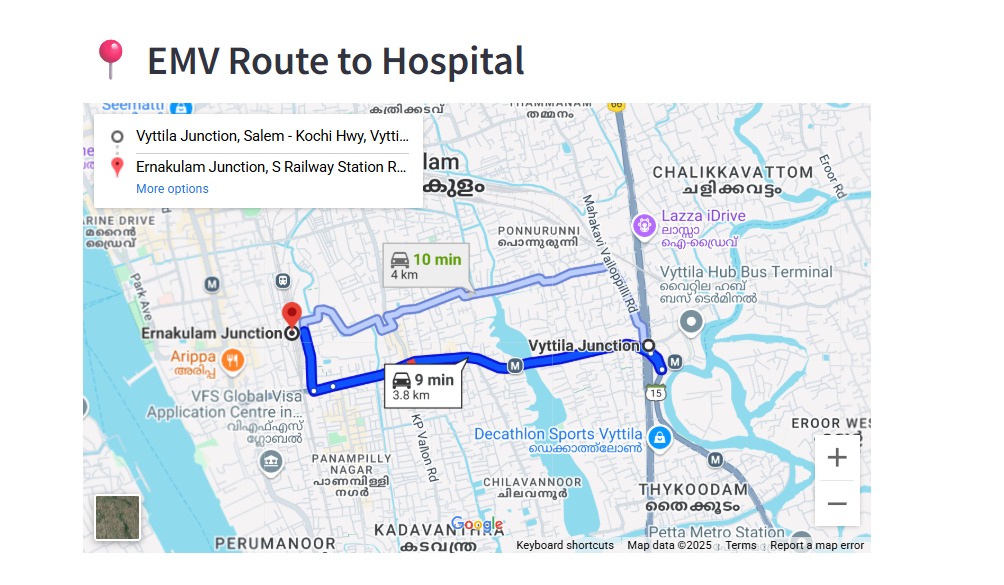 EMV Route to Hospital
Seematti
കത്രിക്കടവ്
THAMMANAM
തമ്മനം
66
Vyttila Junction, Salem - Kochi Hwy, Vytti...
Ernakulam Junction, S Railway Station R...
More options
lam
കുളം
CHALIKKAVATTOM
ചളിക്കവട്ടം
Eroor Rd
ARINE DRIVE
മറൈൻ
ഡ്രൈവ്
Mahakavi Vailoppilli Rd
Lazza iDrive
ലാസ്സാ
ഐ-ഡ്രൈവ്
PONNURUNNI
പൊന്നുരുന്നി
10 min
4 km
Park Ave
Vyttila Hub Bus Terminal
വൈറ്റില ഹബ്
ബസ് ടെർമിനൽ
Ernakulam Junction
Vyttila Junction
Arippa
അരിപ്പ
9 min
3.8 km
15
VFS Global Visa
Application Centre in...
വിഎഫ്എസ്
ഗ്ലോബൽ
KP Vallon Rd
EROOR WES
Decathlon Sports Vyttila
ഡെക്കാത്ത്ലോൺ
PANAMPILLY
NAGAR
പാണമ്പിള്ളി
നഗർ
CHILAVANNOOR
ചിലവന്നൂർ
THYKOODAM
തൈക്കൂടം
KADAVANTHRA
കടവന്ത്ര
Google
Petta Metro Station
PERUMANOOR
Keyboard shortcuts Map data ©2025 Terms Report a map error